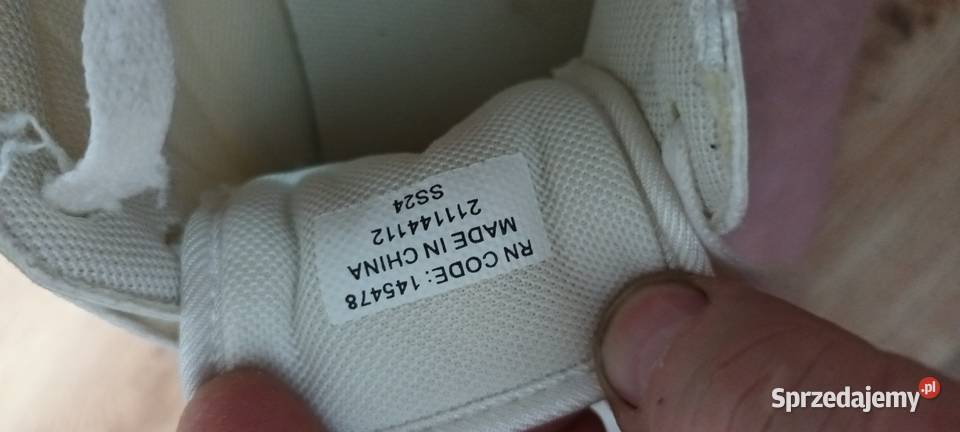 RN CODE: 145478
MADE IN CHINA
211144112
SS24
Sprzedajemy.pl